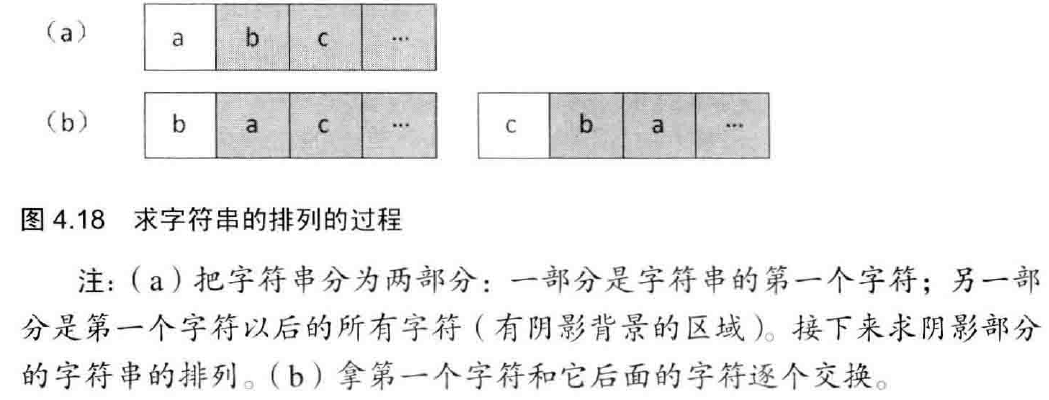 (a) a b c …
(b) b a c … c b a …
图 4.18 求字符串的排列的过程
注：（a）把字符串分为两部分：一部分是字符串的第一个字符；另一部
分是第一个字符以后的所有字符（有阴影背景的区域）。接下来求阴影部分
的字符串的排列。（b）拿第一个字符和它后面的字符逐个交换。